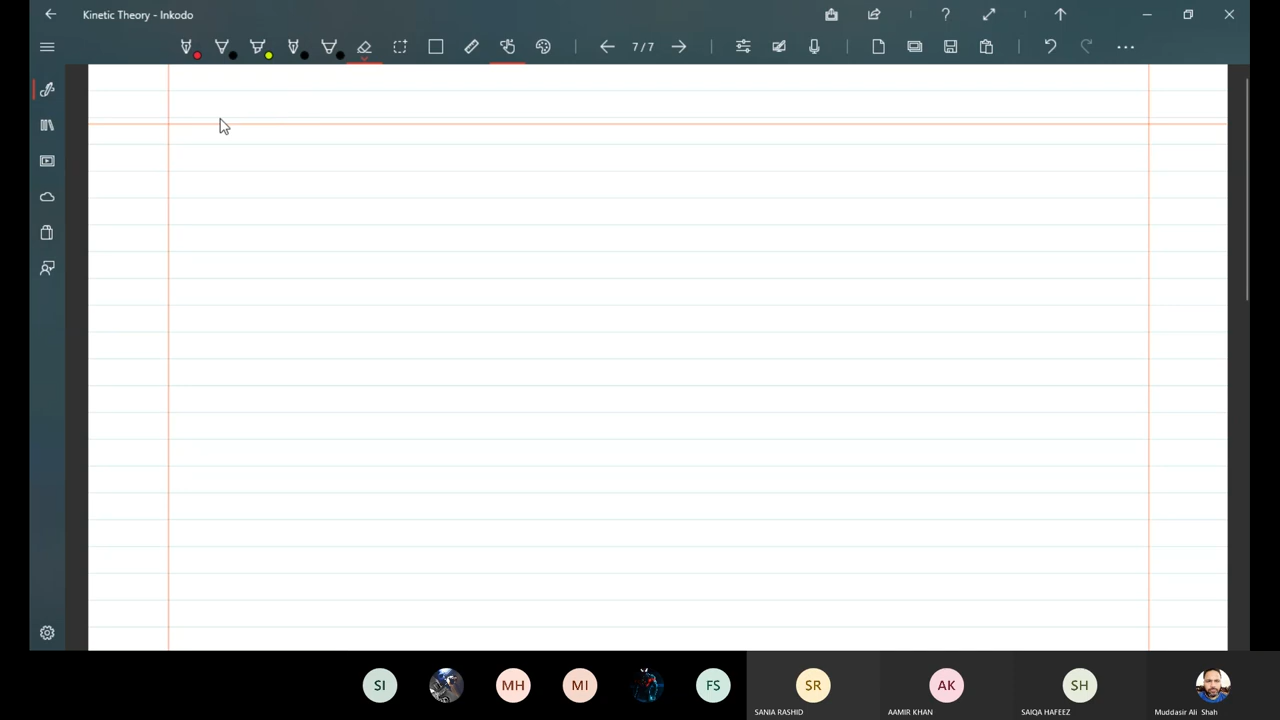 Kinetic Theory - Inkodo
7/7
SI
MH
MI
FS
SR
AK
SH
SANIA RASHID
AAMIR KHAN
SAIQA HAFEEZ
Muddasir Ali Shah